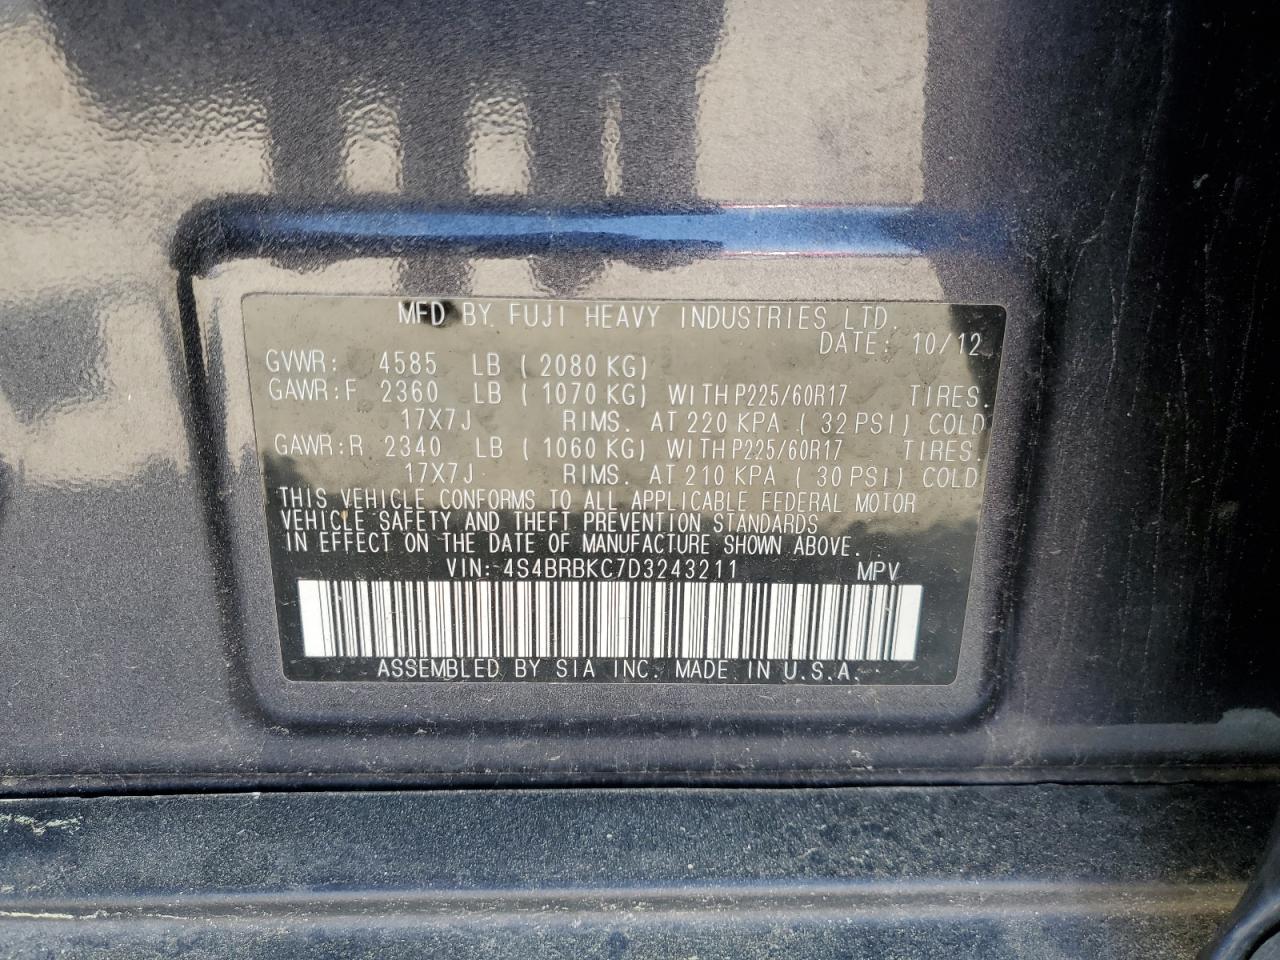 MFD BY FUJI HEAVY INDUSTRIES LTD.
DATE: 10/12
GVWR: 4585 LB ( 2080 KG)
GAWR:F 2360 LB ( 1070 KG) WITH P225/60R17 TIRES.
17X7J RIMS. AT 220 KPA ( 32 PSI) COLD
GAWR:R 2340 LB ( 1060 KG) WITH P225/60R17 TIRES.
17X7J RIMS. AT 210 KPA ( 30 PSI) COLD
THIS VEHICLE CONFORMS TO ALL APPLICABLE FEDERAL MOTOR
VEHICLE SAFETY AND THEFT PREVENTION STANDARDS
IN EFFECT ON THE DATE OF MANUFACTURE SHOWN ABOVE.
VIN: 4S4BRBKC7D3243211 MPV
ASSEMBLED BY SIA INC. MADE IN U.S.A.